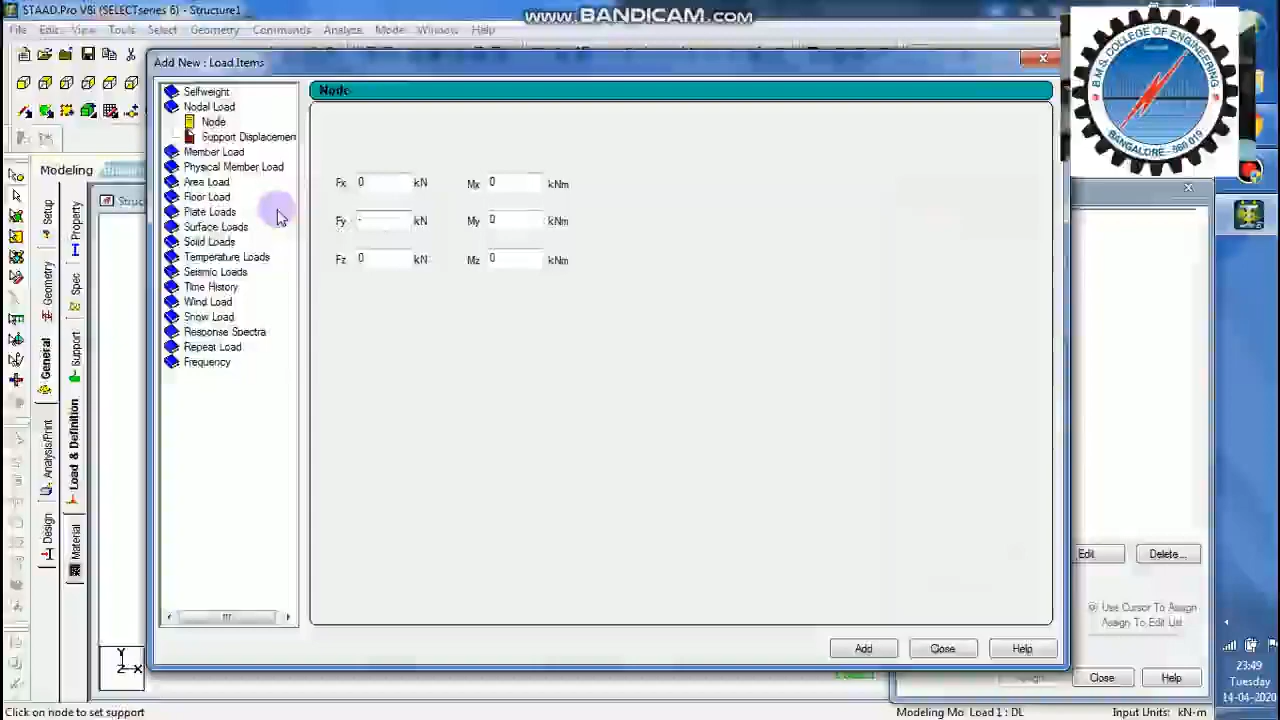 STAAD.Pro V8i (SELECTseries 6) - Structure1
WWW.BANDICAM.COM
File Edit View Tools Select Geometry Commands Analyze Mode Window Help
Add New : Load Items
Selfweight
Nodal Load
Node
Support Displacemen
Member Load
Physical Member Load
Area Load
Floor Load
Plate Loads
Surface Loads
Solid Loads
Temperature Loads
Seismic Loads
Time History
Wind Load
Snow Load
Response Spectra
Repeat Load
Frequency
Node
Fx 0 kN Mx 0 kNm
Fy - kN My 0 kNm
Fz 0 kN Mz 0 kNm
Add Close Help
Modeling
Struc
Setup
Geometry
General
Analysis/Print
Design
Property
Spec
Support
Load & Definition
Material
Y
Z X
B.M.S. COLLEGE OF ENGINEERING
BANGALORE - 560 019
Edit Delete...
Use Cursor To Assign
Assign To Edit List
Close Help
23:49
Tuesday
14-04-2020
Click on node to set support
Modeling Mo Load 1 : DL Input Units: kN-m